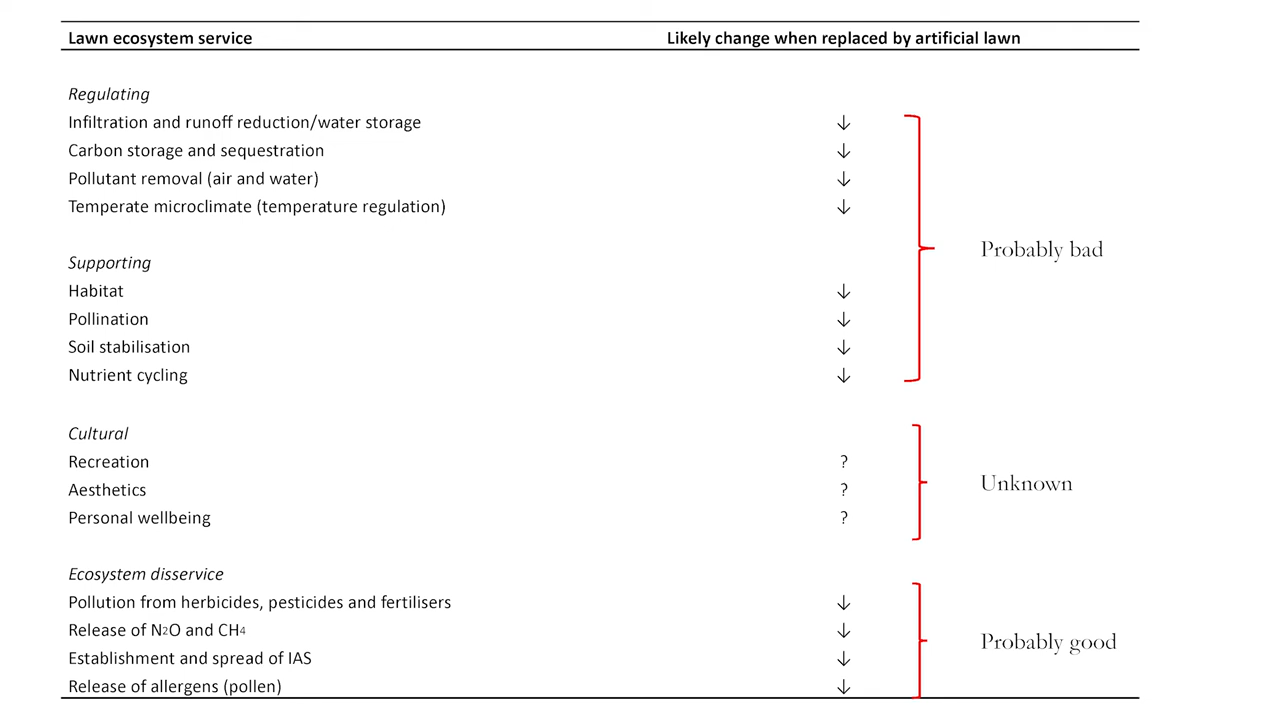 Lawn ecosystem service Likely change when replaced by artificial lawn
Regulating
Infiltration and runoff reduction/water storage ↓
Carbon storage and sequestration ↓
Pollutant removal (air and water) ↓
Temperate microclimate (temperature regulation) ↓
Probably bad
Supporting
Habitat ↓
Pollination ↓
Soil stabilisation ↓
Nutrient cycling ↓
Cultural
Recreation ?
Aesthetics ?
Unknown
Personal wellbeing ?
Ecosystem disservice
Pollution from herbicides, pesticides and fertilisers ↓
Release of N2O and CH4 ↓
Probably good
Establishment and spread of IAS ↓
Release of allergens (pollen) ↓